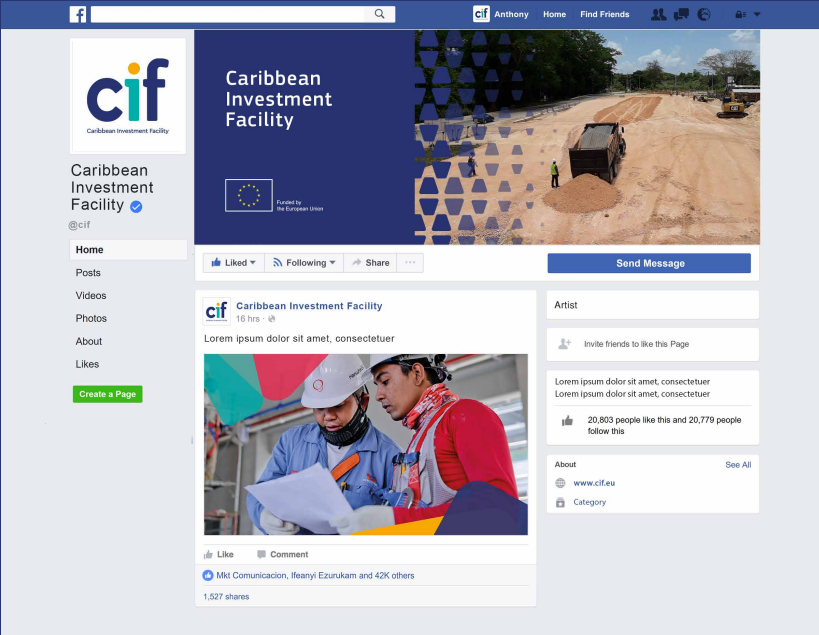 f
cif Anthony Home Find Friends
cif
Caribbean Investment Facility
Caribbean
Investment
Facility
Funded by
the European Union
Caribbean
Investment
Facility
@cif
Home
Posts
Videos
Photos
About
Likes
Create a Page
Liked Following Share ...
Send Message
cif
Caribbean Investment Facility
16 hrs ·
Lorem ipsum dolor sit amet, consectetuer
Like Comment
Mkt Comunicacion, Ifeanyi Ezurukam and 42K others
1,527 shares
Artist
Invite friends to like this Page
Lorem ipsum dolor sit amet, consectetuer
Lorem ipsum dolor sit amet, consectetuer
20,803 people like this and 20,779 people
follow this
About See All
www.cif.eu
Category